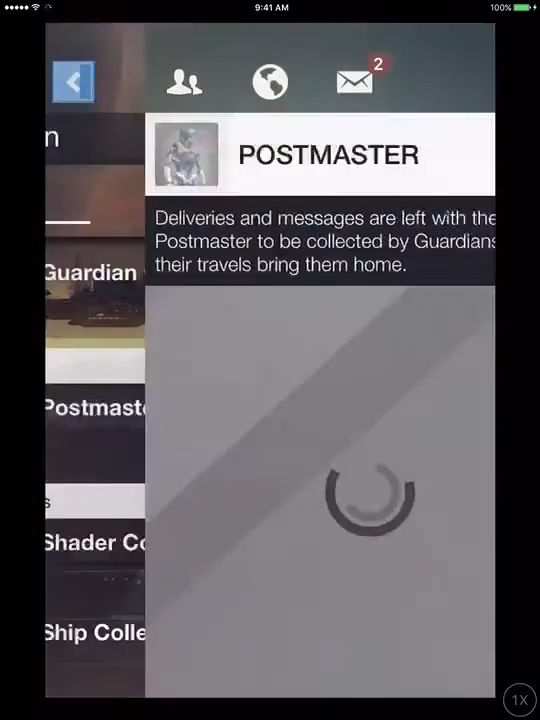 9:41 AM
100%
2
n
POSTMASTER
Deliveries and messages are left with the
Postmaster to be collected by Guardians
their travels bring them home.
Guardian
Postmaste
s
Shader Co
Ship Colle
1X